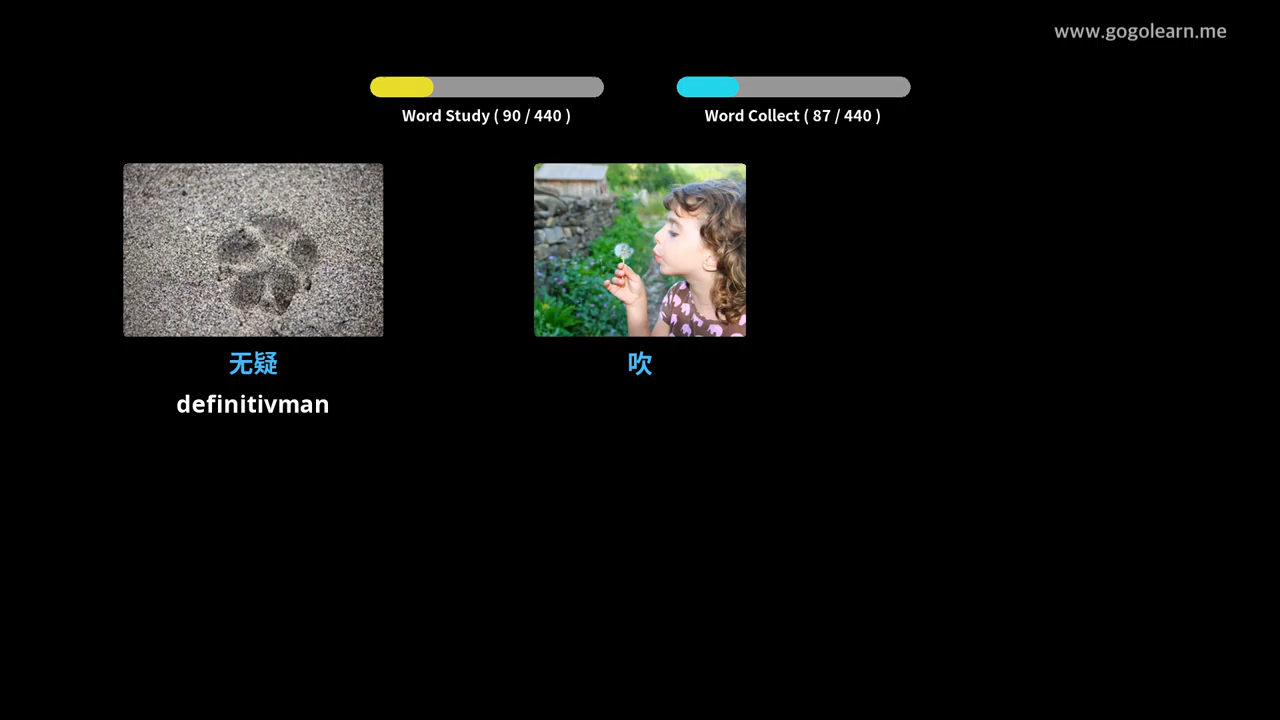 www.gogolearn.me
Word Study ( 90 / 440 )
Word Collect ( 87 / 440 )
无疑
definitivman
吹